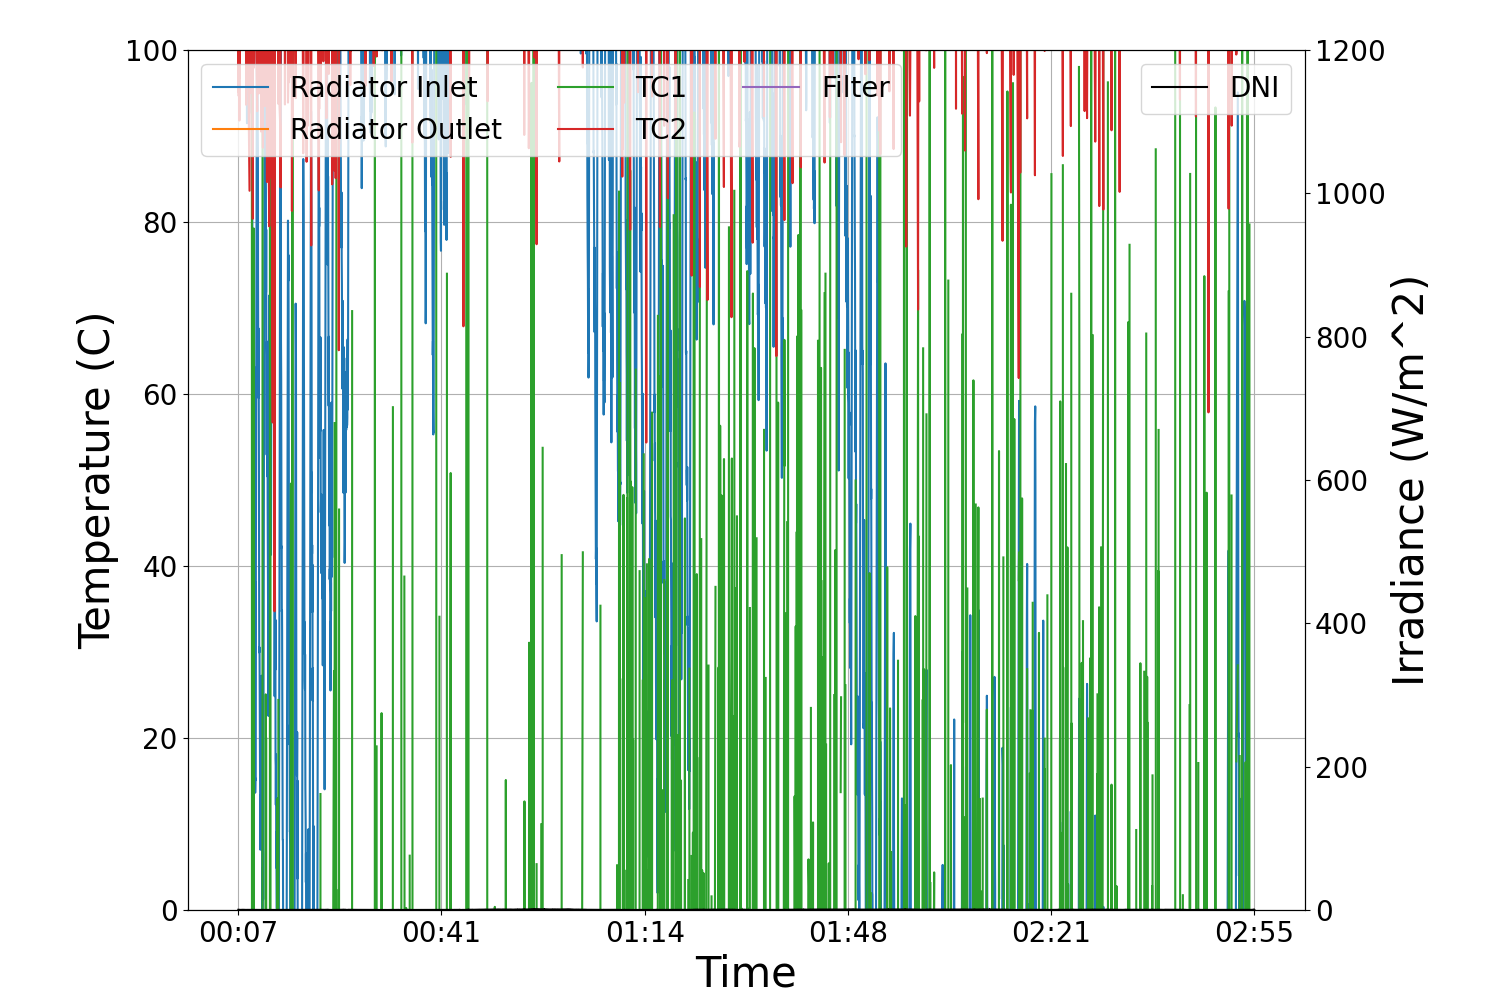 100
80
60
40
20
0
Temperature (C)
Radiator Inlet
Radiator Outlet
TC1
TC2
Filter
DNI
1200
1000
800
600
400
200
0
Irradiance (W/m^2)
00:07
00:41
01:14
01:48
02:21
02:55
Time